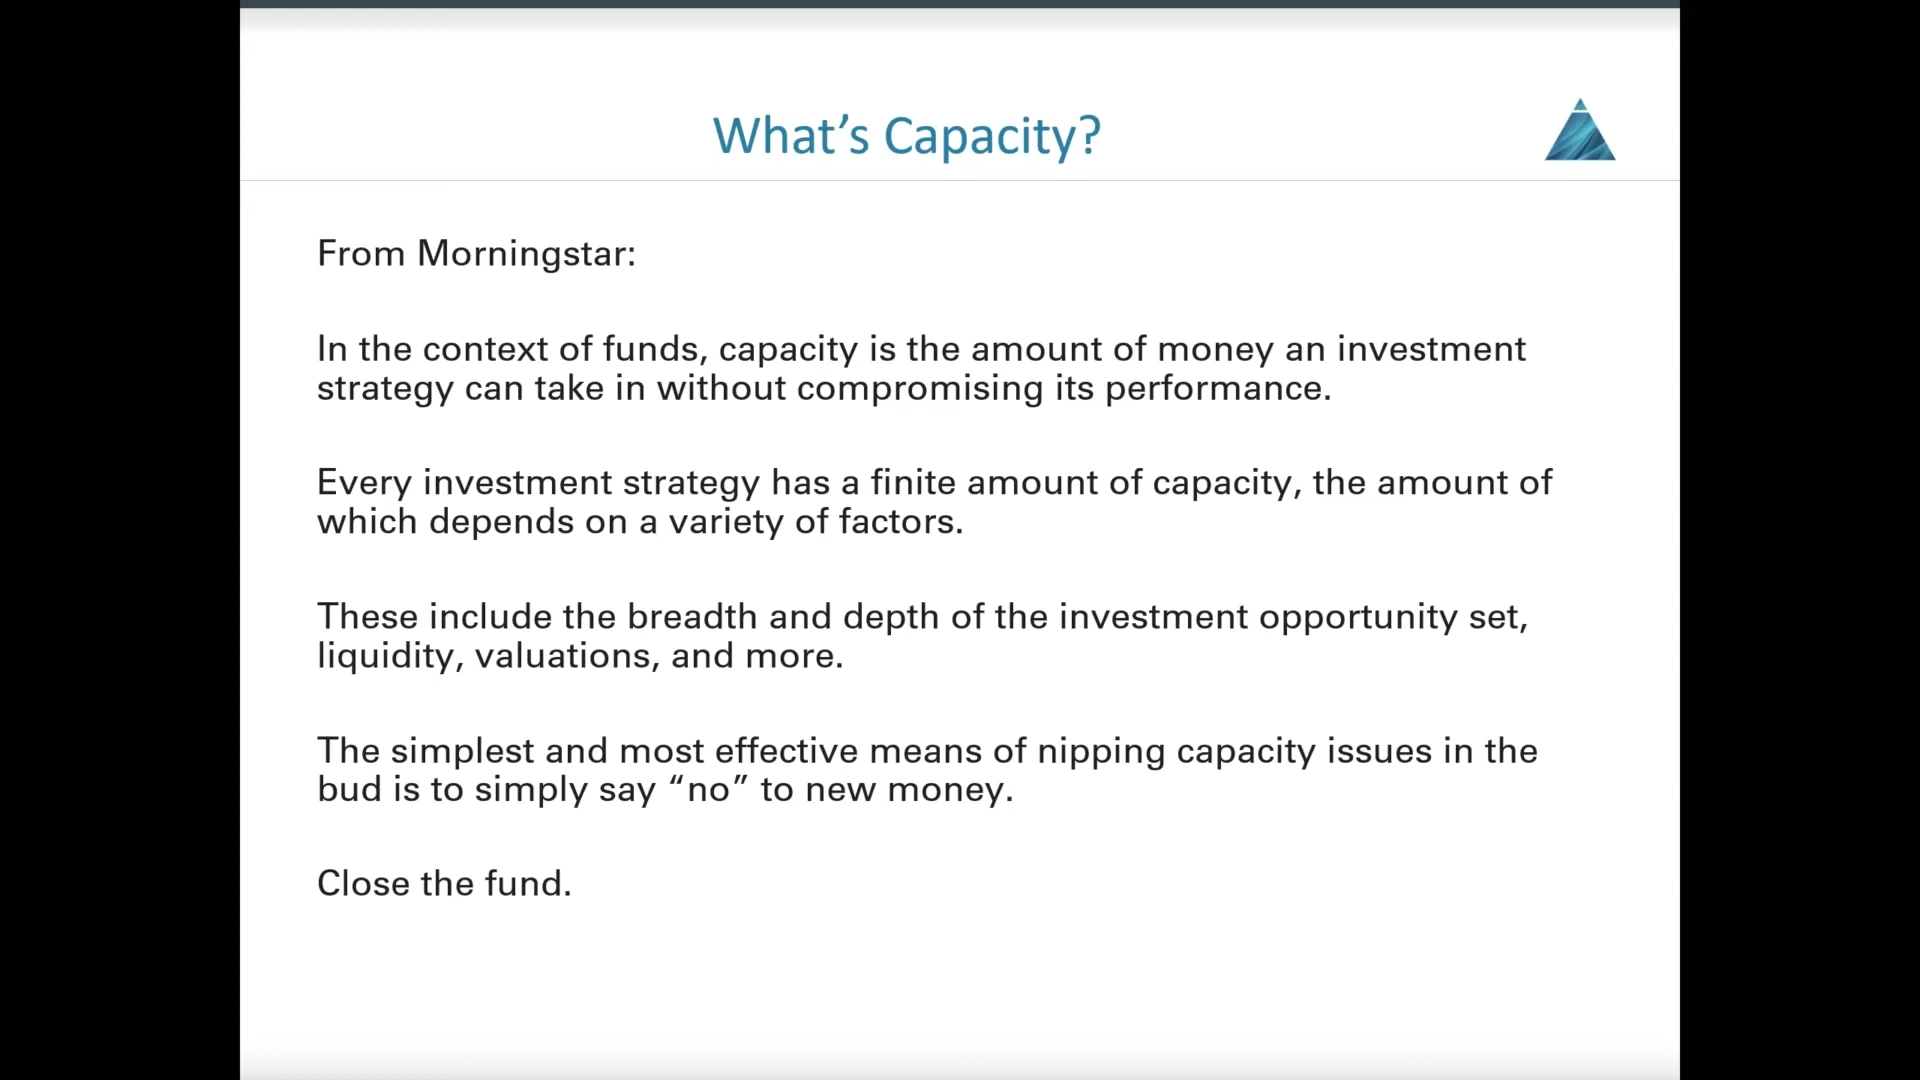 What’s Capacity?
From Morningstar:
In the context of funds, capacity is the amount of money an investment
strategy can take in without compromising its performance.
Every investment strategy has a finite amount of capacity, the amount of
which depends on a variety of factors.
These include the breadth and depth of the investment opportunity set,
liquidity, valuations, and more.
The simplest and most effective means of nipping capacity issues in the
bud is to simply say “no” to new money.
Close the fund.